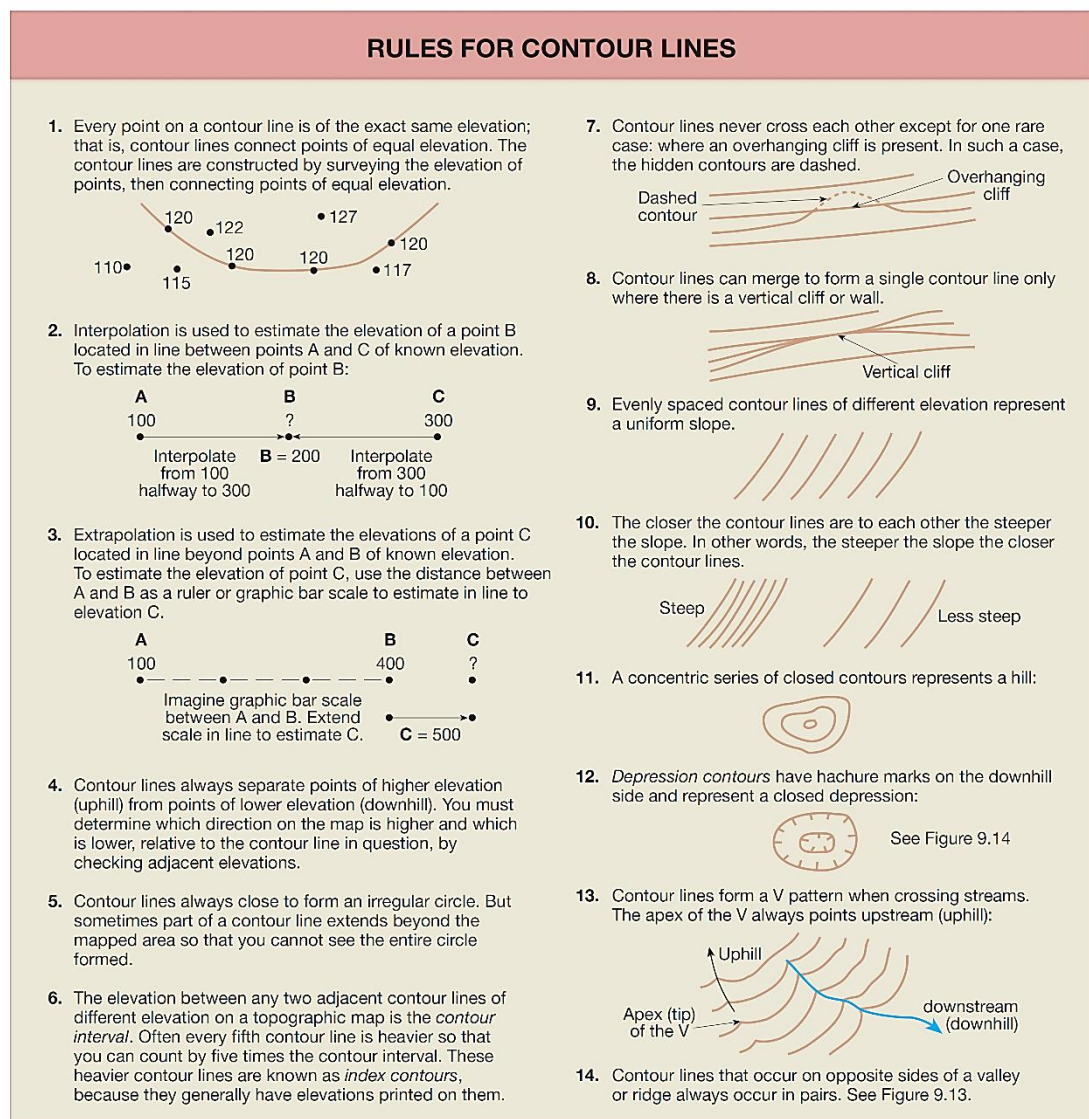 RULES FOR CONTOUR LINES
1. Every point on a contour line is of the exact same elevation;
that is, contour lines connect points of equal elevation. The
contour lines are constructed by surveying the elevation of
points, then connecting points of equal elevation.
120
122
127
120
120
120
110
115
117
2. Interpolation is used to estimate the elevation of a point B
located in line between points A and C of known elevation.
To estimate the elevation of point B:
A B C
100 ? 300
Interpolate
from 100
halfway to 300
B = 200
Interpolate
from 300
halfway to 100
3. Extrapolation is used to estimate the elevations of a point C
located in line beyond points A and B of known elevation.
To estimate the elevation of point C, use the distance between
A and B as a ruler or graphic bar scale to estimate in line to
elevation C.
A B C
100 400 ?
Imagine graphic bar scale
between A and B. Extend
scale in line to estimate C.
C = 500
4. Contour lines always separate points of higher elevation
(uphill) from points of lower elevation (downhill). You must
determine which direction on the map is higher and which
is lower, relative to the contour line in question, by
checking adjacent elevations.
5. Contour lines always close to form an irregular circle. But
sometimes part of a contour line extends beyond the
mapped area so that you cannot see the entire circle
formed.
6. The elevation between any two adjacent contour lines of
different elevation on a topographic map is the contour
interval. Often every fifth contour line is heavier so that
you can count by five times the contour interval. These
heavier contour lines are known as index contours,
because they generally have elevations printed on them.
7. Contour lines never cross each other except for one rare
case: where an overhanging cliff is present. In such a case,
the hidden contours are dashed.
Dashed
contour
Overhanging
cliff
8. Contour lines can merge to form a single contour line only
where there is a vertical cliff or wall.
Vertical cliff
9. Evenly spaced contour lines of different elevation represent
a uniform slope.
10. The closer the contour lines are to each other the steeper
the slope. In other words, the steeper the slope the closer
the contour lines.
Steep
Less steep
11. A concentric series of closed contours represents a hill:
12. Depression contours have hachure marks on the downhill
side and represent a closed depression:
See Figure 9.14
13. Contour lines form a V pattern when crossing streams.
The apex of the V always points upstream (uphill):
Uphill
Apex (tip)
of the V
downstream
(downhill)
14. Contour lines that occur on opposite sides of a valley
or ridge always occur in pairs. See Figure 9.13.